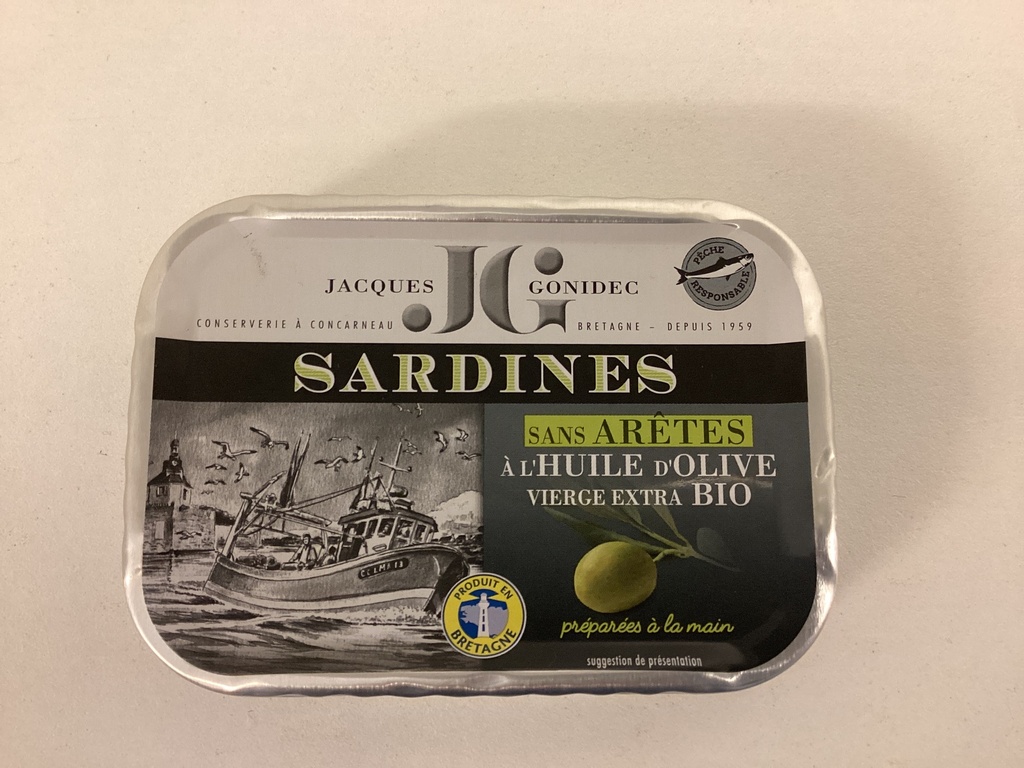 JACQUES JG GONIDEC
PÊCHE RESPONSABLE
CONSERVERIE À CONCARNEAU BRETAGNE - DEPUIS 1959
SARDINES
SANS ARÊTES
À L'HUILE D'OLIVE
VIERGE EXTRA BIO
PRODUIT EN BRETAGNE
préparées à la main
suggestion de présentation